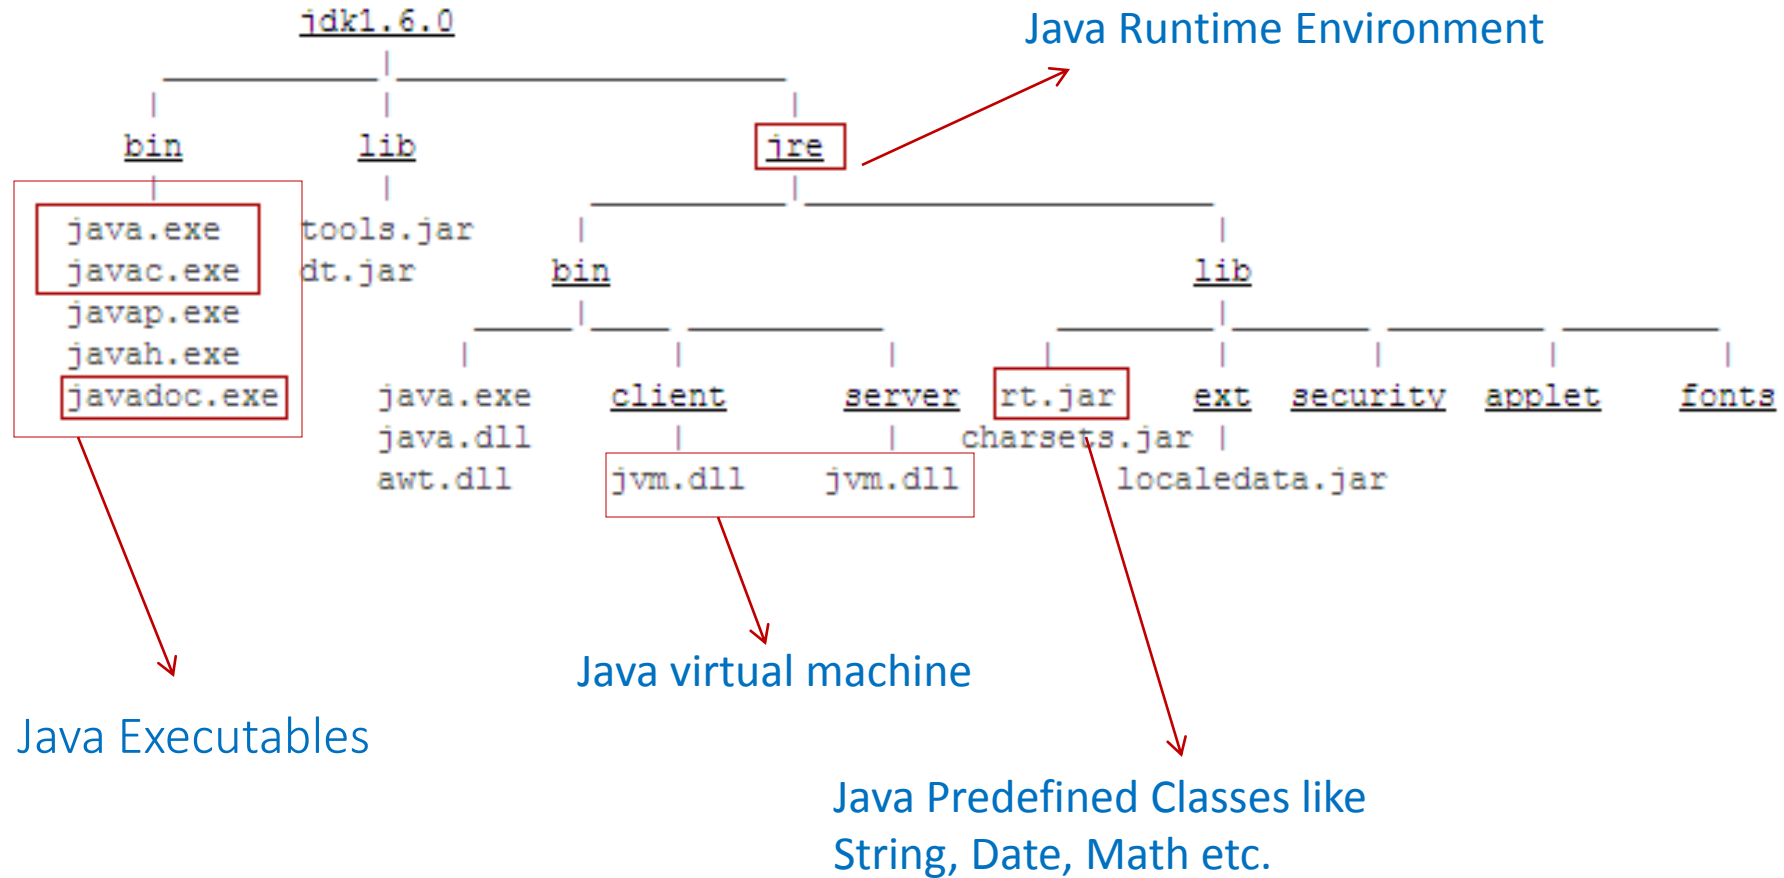 jdk1.6.0
Java Runtime Environment
bin lib jre
java.exe tools.jar
javac.exe dt.jar bin lib
javap.exe
javah.exe
javadoc.exe java.exe client server rt.jar ext security applet fonts
java.dll charsets.jar
awt.dll jvm.dll jvm.dll localedata.jar
Java virtual machine
Java Executables
Java Predefined Classes like
String, Date, Math etc.